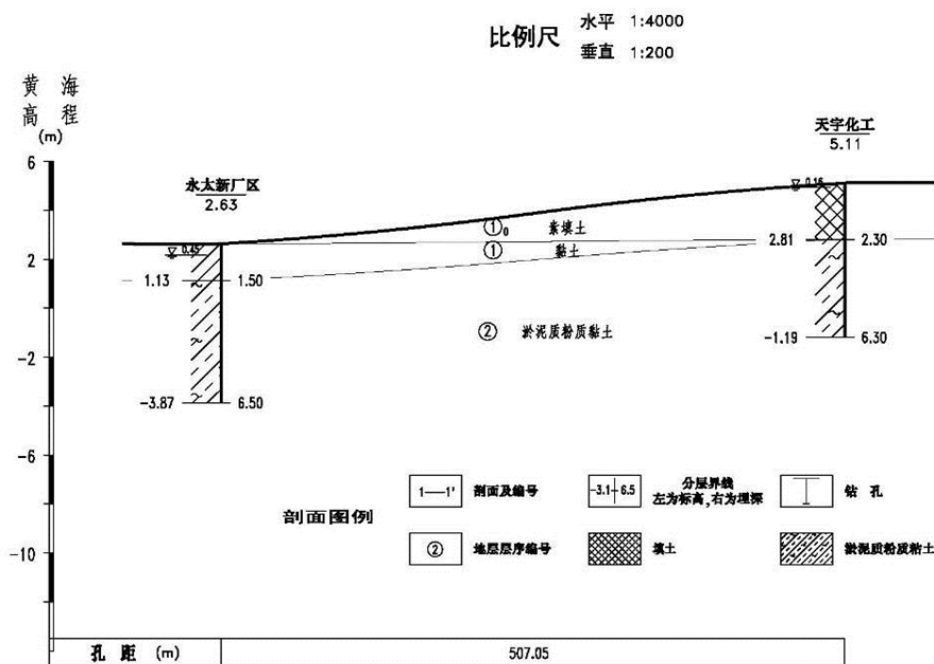 比例尺
水平 1:4000
垂直 1:200
黄海
高程
(m)
天宇化工
5.11
6
永太新厂区
2.63
0.16
①₀ 素填土
2.81 2.30
2
0.45
① 黏土
1.13 1.50
② 淤泥质粉质黏土
-1.19 6.30
-2
-3.87 6.50
-6
1—1' 剖面及编号
-3.1 6.5
分层界线
左为标高,右为埋深
钻孔
剖面图例
② 地层层序编号
填土
淤泥质粉质粘土
-10
孔距 (m) 507.05